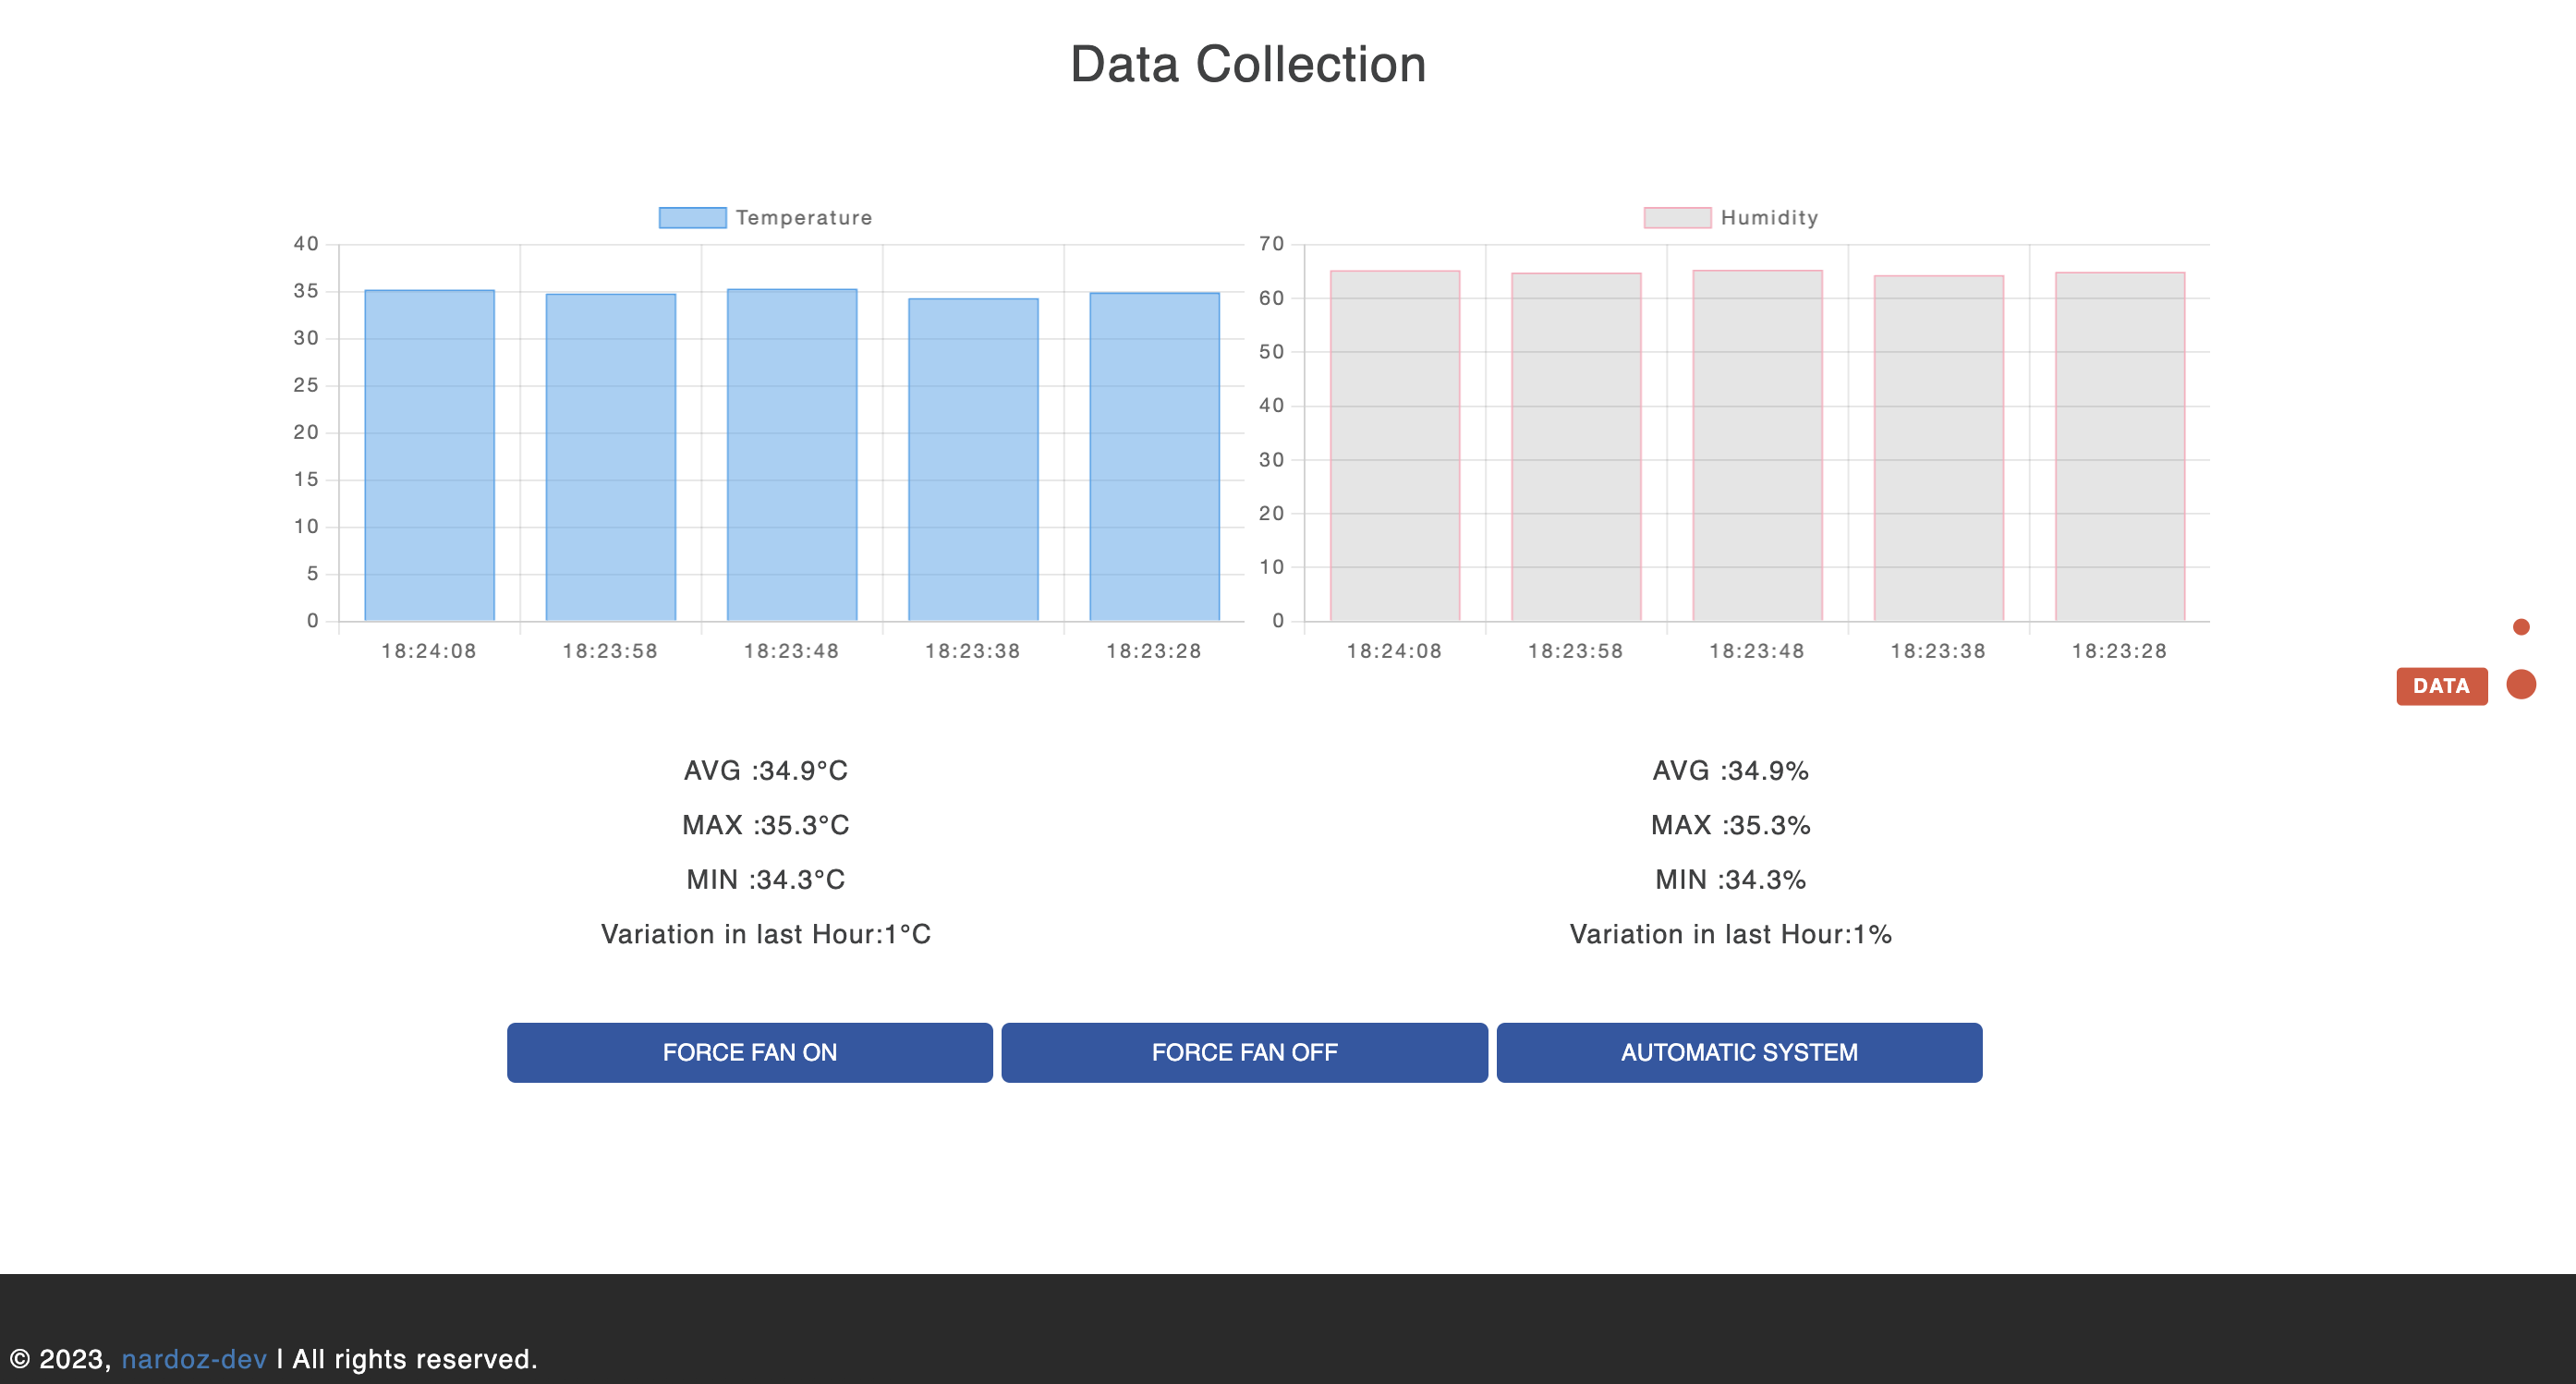 Data Collection
Temperature
40
35
30
25
20
15
10
5
0
18:24:08 18:23:58 18:23:48 18:23:38 18:23:28
Humidity
70
60
50
40
30
20
10
0
18:24:08 18:23:58 18:23:48 18:23:38 18:23:28
DATA
AVG :34.9°C
MAX :35.3°C
MIN :34.3°C
Variation in last Hour:1°C
AVG :34.9%
MAX :35.3%
MIN :34.3%
Variation in last Hour:1%
FORCE FAN ON FORCE FAN OFF AUTOMATIC SYSTEM
© 2023, nardoz-dev | All rights reserved.